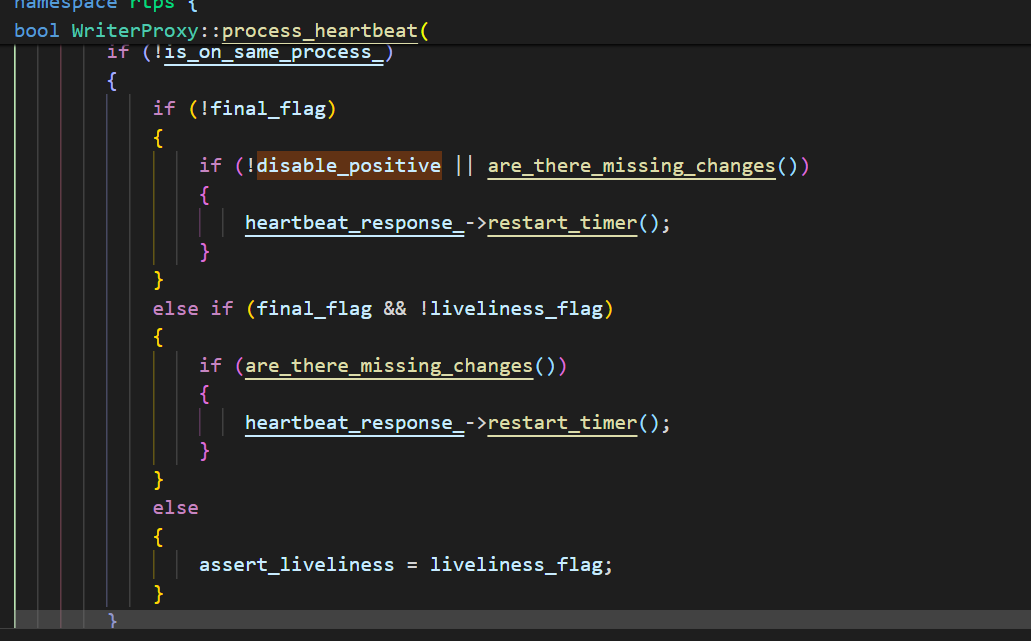 namespace rtps {
bool WriterProxy::process_heartbeat(
if (!is_on_same_process_)
{
if (!final_flag)
{
if (!disable_positive || are_there_missing_changes())
{
heartbeat_response_->restart_timer();
}
}
else if (final_flag && !liveliness_flag)
{
if (are_there_missing_changes())
{
heartbeat_response_->restart_timer();
}
}
else
{
assert_liveliness = liveliness_flag;
}
}